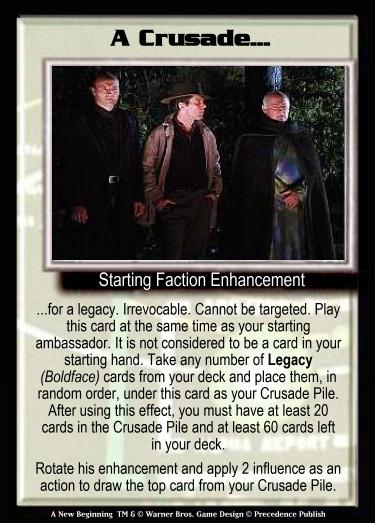 A Crusade...
Starting Faction Enhancement
...for a legacy. Irrevocable. Cannot be targeted. Play
this card at the same time as your starting
ambassador. It is not considered to be a card in your
starting hand. Take any number of Legacy
(Boldface) cards from your deck and place them, in
random order, under this card as your Crusade Pile.
After using this effect, you must have at least 20
cards in the Crusade Pile and at least 60 cards left
in your deck.
Rotate his enhancement and apply 2 influence as an
action to draw the top card from your Crusade Pile.
A New Beginning TM & © Warner Bros. Game Design © Precedence Publish